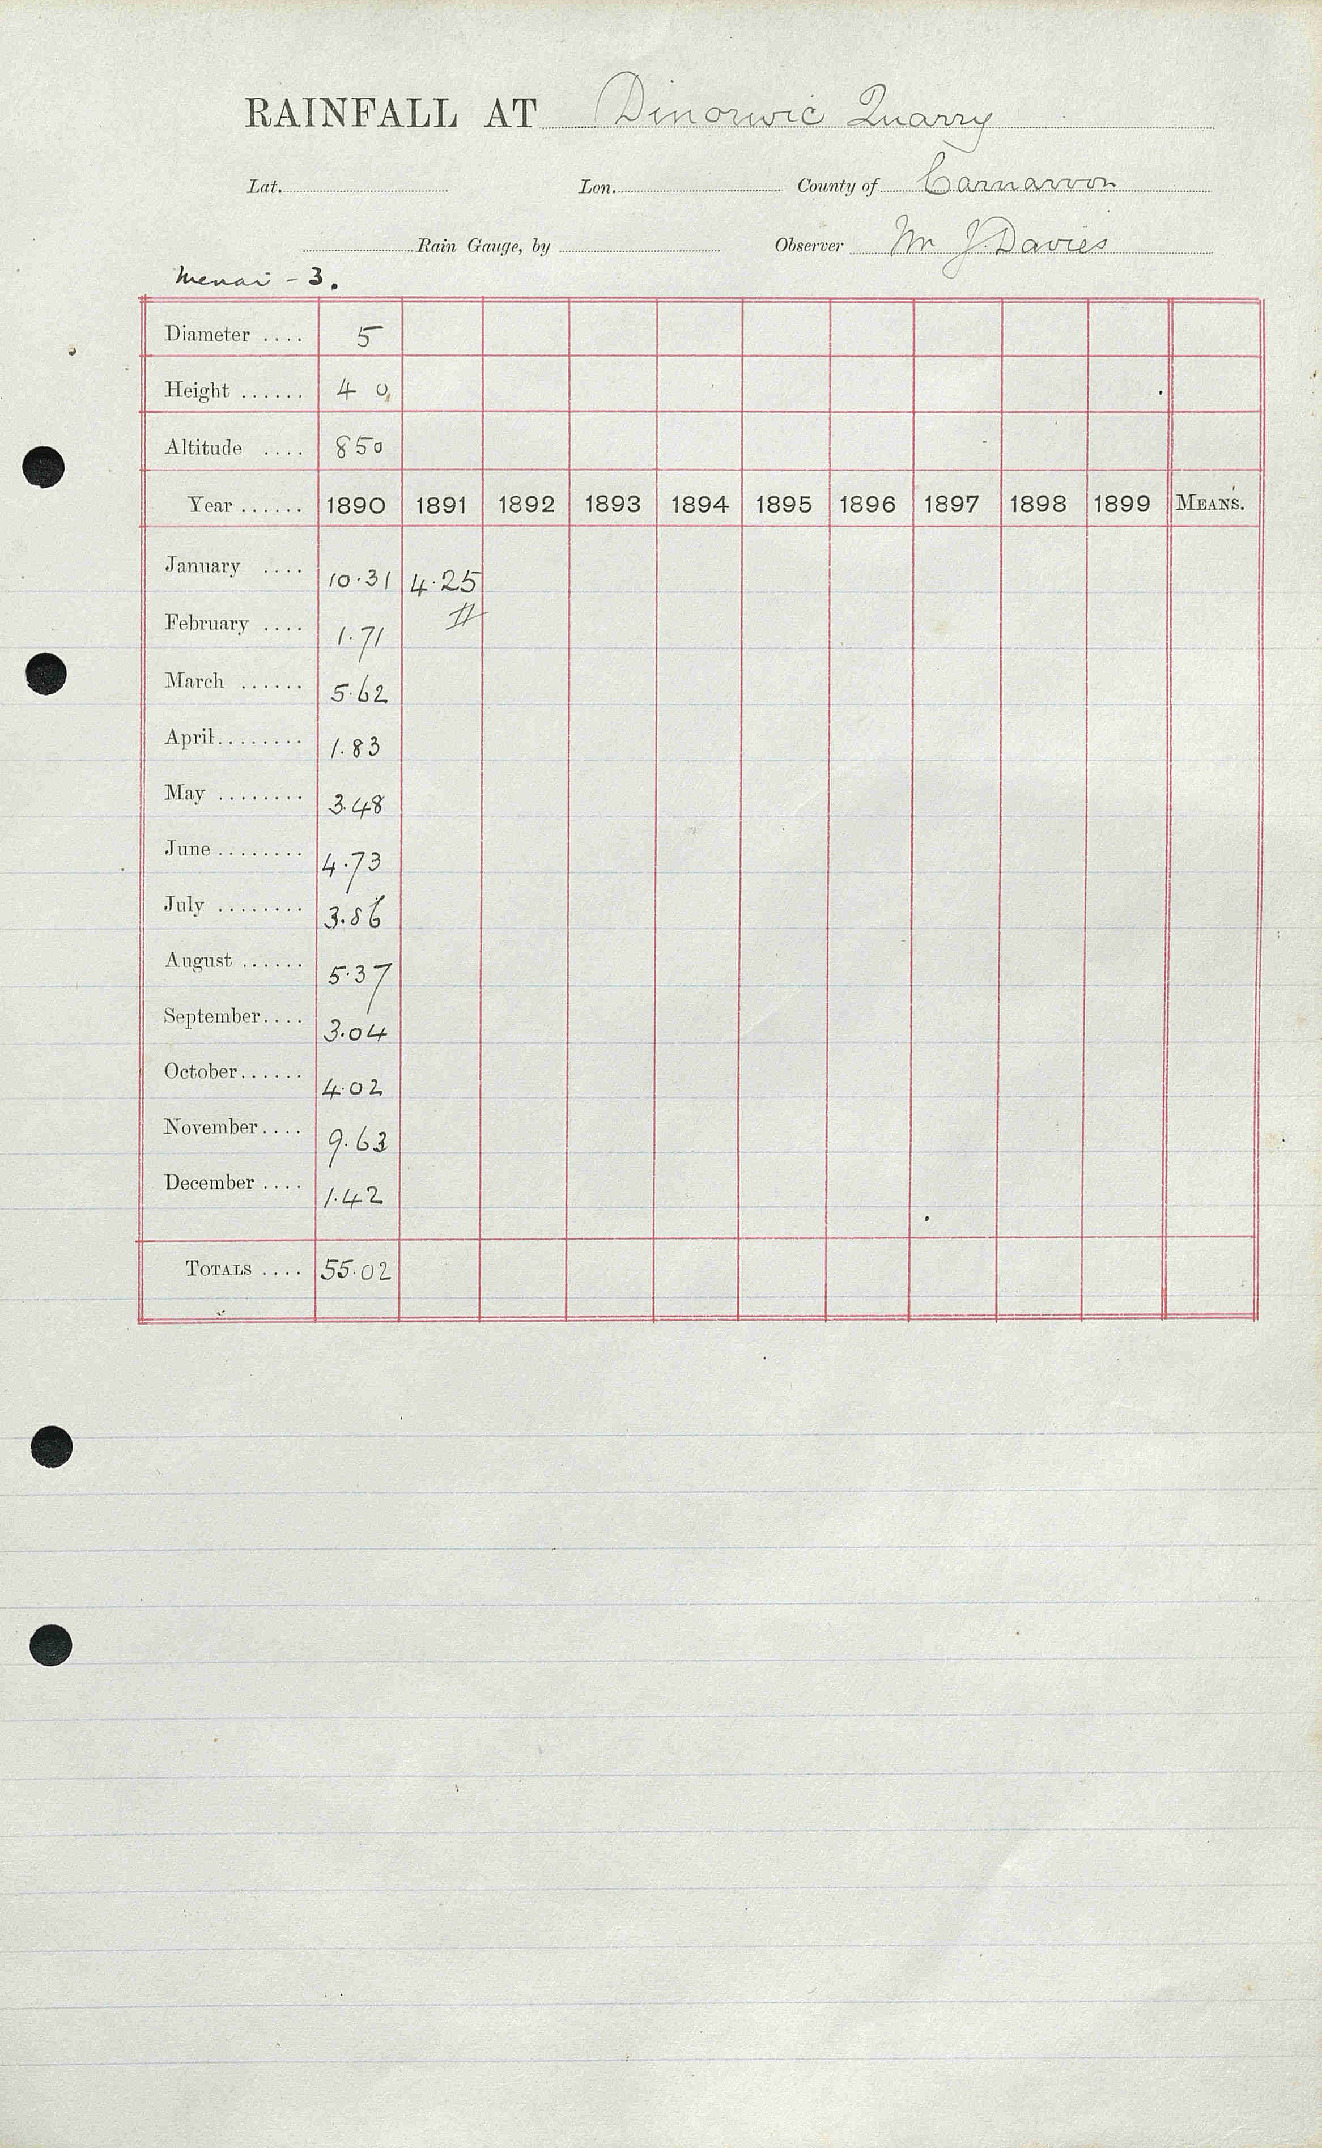 RAINFALL AT Dinorwic Quarry
Lat. Lon. County of Carnarvon
Rain Gauge, by Observer Mr J. Davies
Menai - 3.
Diameter .... 5
Height ...... 4 0
Altitude .... 850
Year ...... 1890 1891 1892 1893 1894 1895 1896 1897 1898 1899 MEANS.
January .... 10.31 4.25
February .... 1.71 //
March ...... 5.62
April ........ 1.83
May ........ 3.48
June ........ 4.73
July ........ 3.86
August ...... 5.37
September .... 3.04
October ...... 4.02
November .... 9.63
December .... 1.42
TOTALS .... 55.02